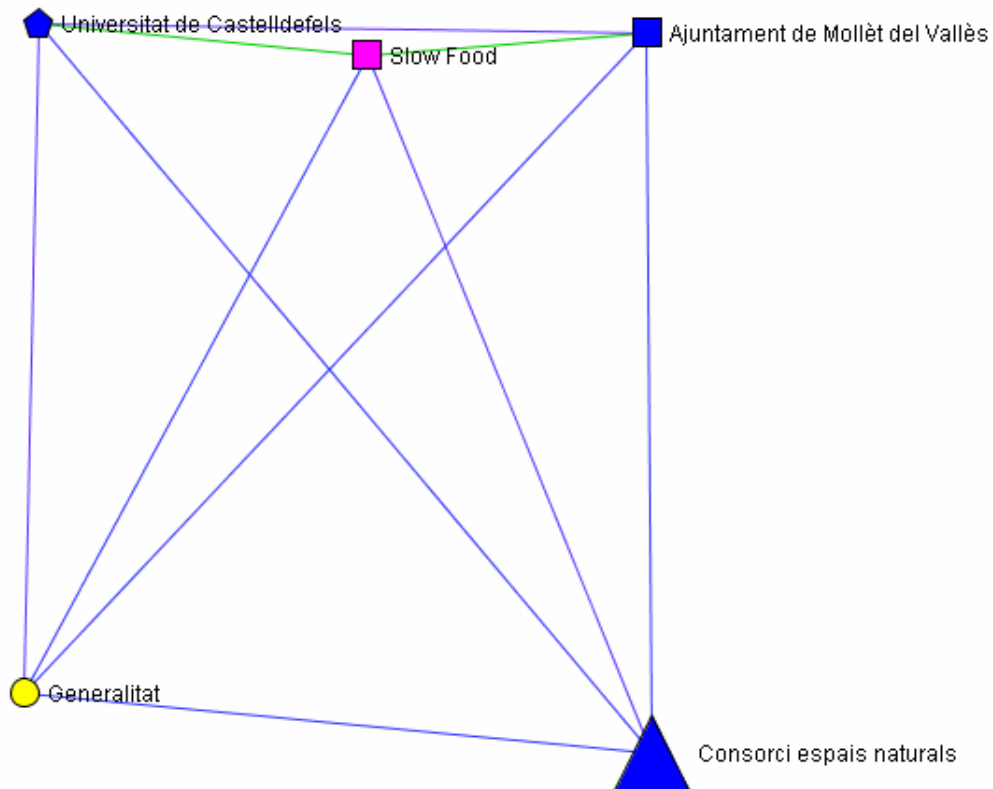 Universitat de Castelldefels
Ajuntament de Mollèt del Vallès
Slow Food
Generalitat
Consorci espais naturals